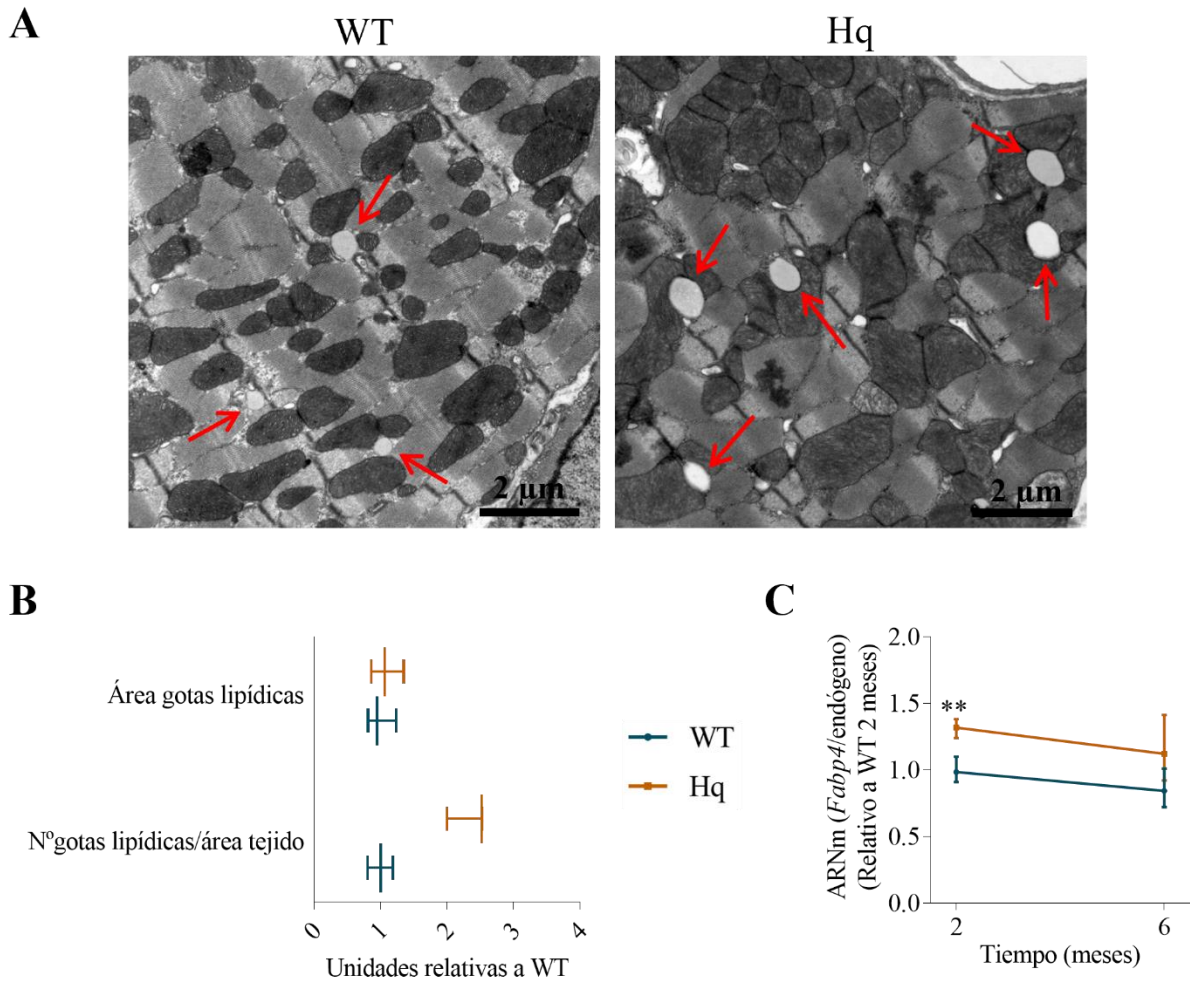 A
WT
Hq
2 µm
2 µm
B
Área gotas lipídicas
Nºgotas lipídicas/área tejido
0
1
2
3
4
Unidades relativas a WT
WT
Hq
C
ARNm (Fabp4/endógeno)
(Relativo a WT 2 meses)
2.0
1.5
1.0
0.5
0.0
**
2
6
Tiempo (meses)